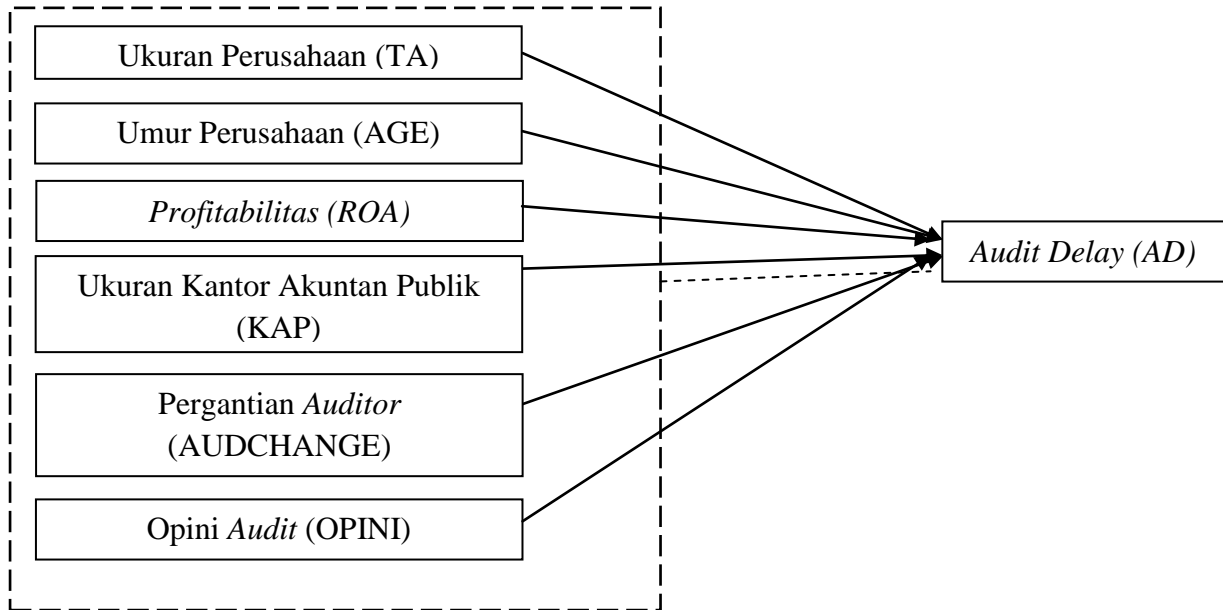 Ukuran Perusahaan (TA)
Umur Perusahaan (AGE)
Profitabilitas (ROA)
Ukuran Kantor Akuntan Publik
(KAP)
Pergantian Auditor
(AUDCHANGE)
Opini Audit (OPINI)
Audit Delay (AD)